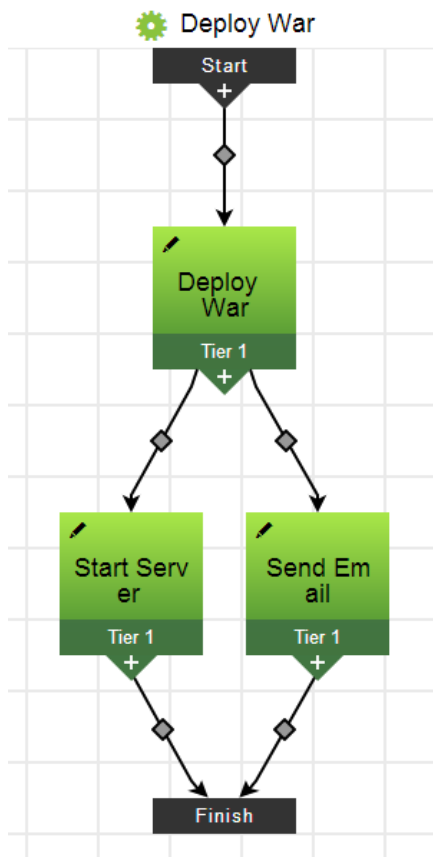 Deploy War
Start
Deploy
War
Tier 1
Start Serv
er
Tier 1
Send Em
ail
Tier 1
Finish